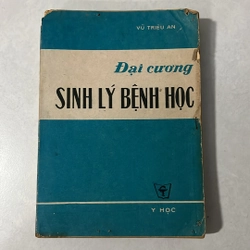 VŨ TRIỆU AN
Đại cương
SINH LÝ BỆNH HỌC
Y HỌC